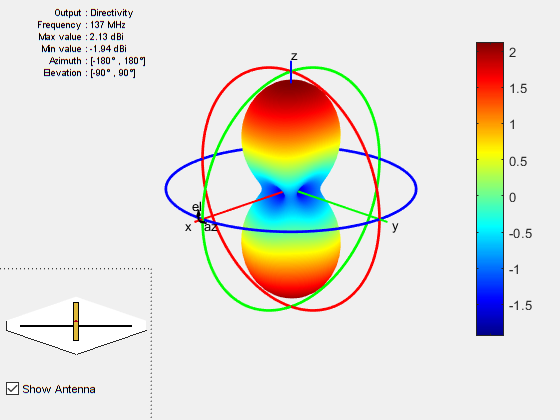 Output : Directivity
Frequency : 137 MHz
Max value : 2.13 dBi
Min value : -1.94 dBi
Azimuth : [-180° , 180°]
Elevation : [-90° , 90°]
z
el
x
az
y
2
1.5
1
0.5
0
-0.5
-1
-1.5
Show Antenna